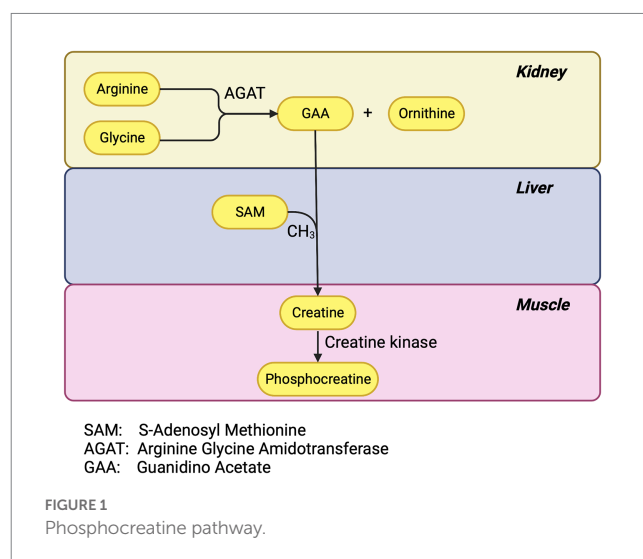 Kidney
Arginine
AGAT
GAA
+
Ornithine
Glycine
Liver
SAM
CH₃
Muscle
Creatine
Creatine kinase
Phosphocreatine
SAM: S-Adenosyl Methionine
AGAT: Arginine Glycine Amidotransferase
GAA: Guanidino Acetate
FIGURE 1
Phosphocreatine pathway.